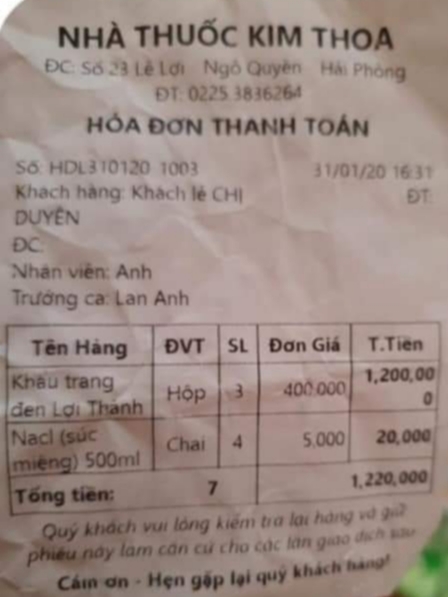 NHÀ THUỐC KIM THOA
ĐC: Số 23 Lê Lợi Ngô Quyền Hải Phòng
ĐT: 0225.3836264
HÓA ĐƠN THANH TOÁN
Số: HDL310120 1003 31/01/20 16:31
Khách hàng: Khách lẻ CHỊ ĐT:
DUYÊN
ĐC:
Nhân viên: Anh
Trưởng ca: Lan Anh
Tên Hàng ĐVT SL Đơn Giá T.Tiền
Khẩu trang Hộp 3 400.000 1,200,00
đen Lợi Thành 0
Nacl (súc Chai 4 5,000 20,000
miệng) 500ml
Tổng tiền: 7 1,220,000
Quý khách vui lòng kiểm tra lại hàng và giữ
phiếu này làm căn cứ cho các lần giao dịch sau
Cám ơn - Hẹn gặp lại quý khách hàng!